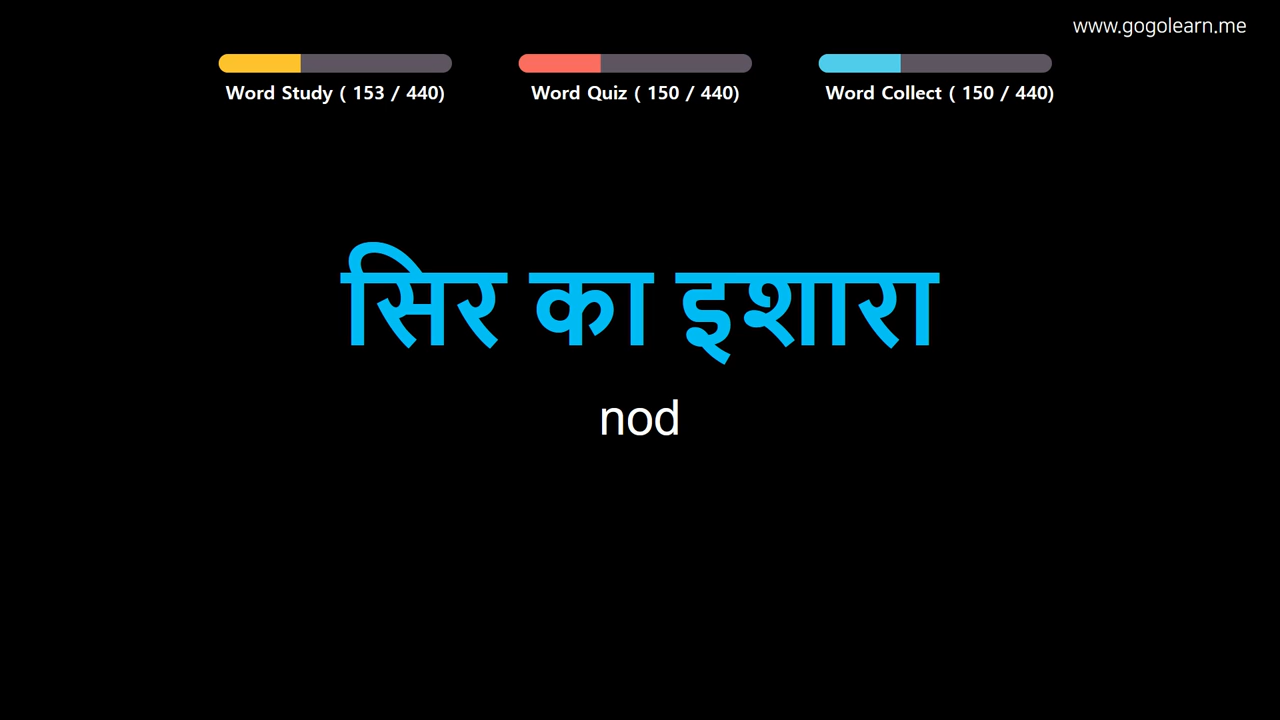 www.gogolearn.me
Word Study ( 153 / 440)
Word Quiz ( 150 / 440)
Word Collect ( 150 / 440)
सिर का इशारा
nod